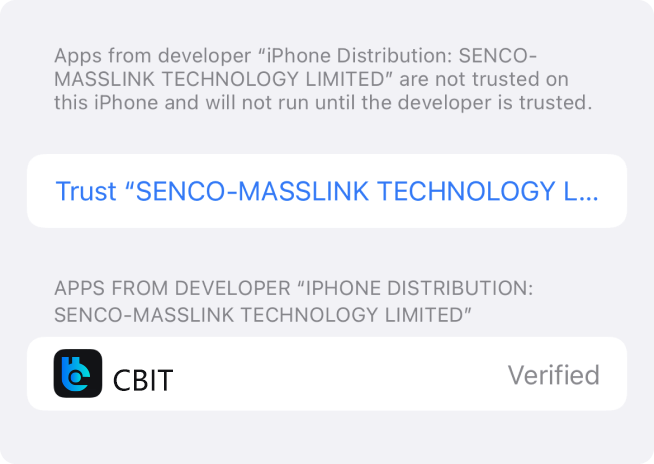 Apps from developer “iPhone Distribution: SENCO-
MASSLINK TECHNOLOGY LIMITED” are not trusted on
this iPhone and will not run until the developer is trusted.
Trust “SENCO-MASSLINK TECHNOLOGY L...
APPS FROM DEVELOPER “IPHONE DISTRIBUTION:
SENCO-MASSLINK TECHNOLOGY LIMITED”
CBIT Verified